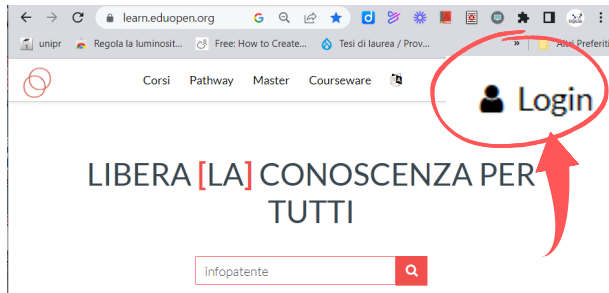 learn.eduopen.org
unipr Regola la luminosit... Free: How to Create... Tesi di laurea / Prov... » Altri Preferiti
Corsi Pathway Master Courseware
Login
LIBERA [LA] CONOSCENZA PER
TUTTI
infopatente